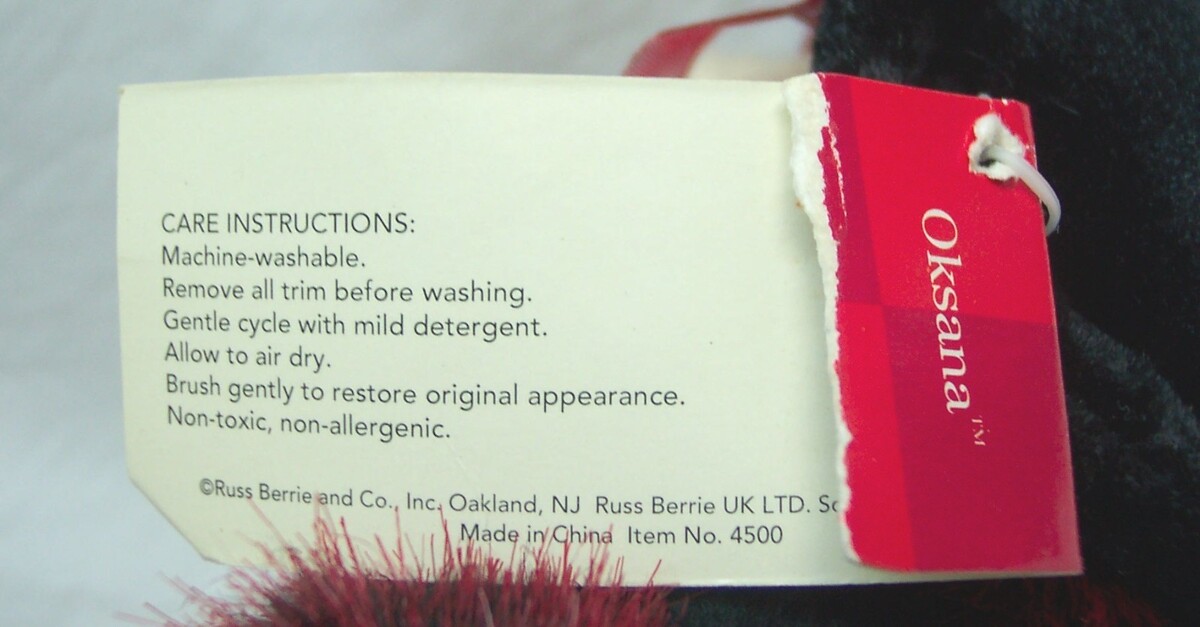 CARE INSTRUCTIONS:
Machine-washable.
Remove all trim before washing.
Gentle cycle with mild detergent.
Allow to air dry.
Brush gently to restore original appearance.
Non-toxic, non-allergenic.
©Russ Berrie and Co., Inc. Oakland, NJ Russ Berrie UK LTD.
Made in China Item No. 4500
Oksana™